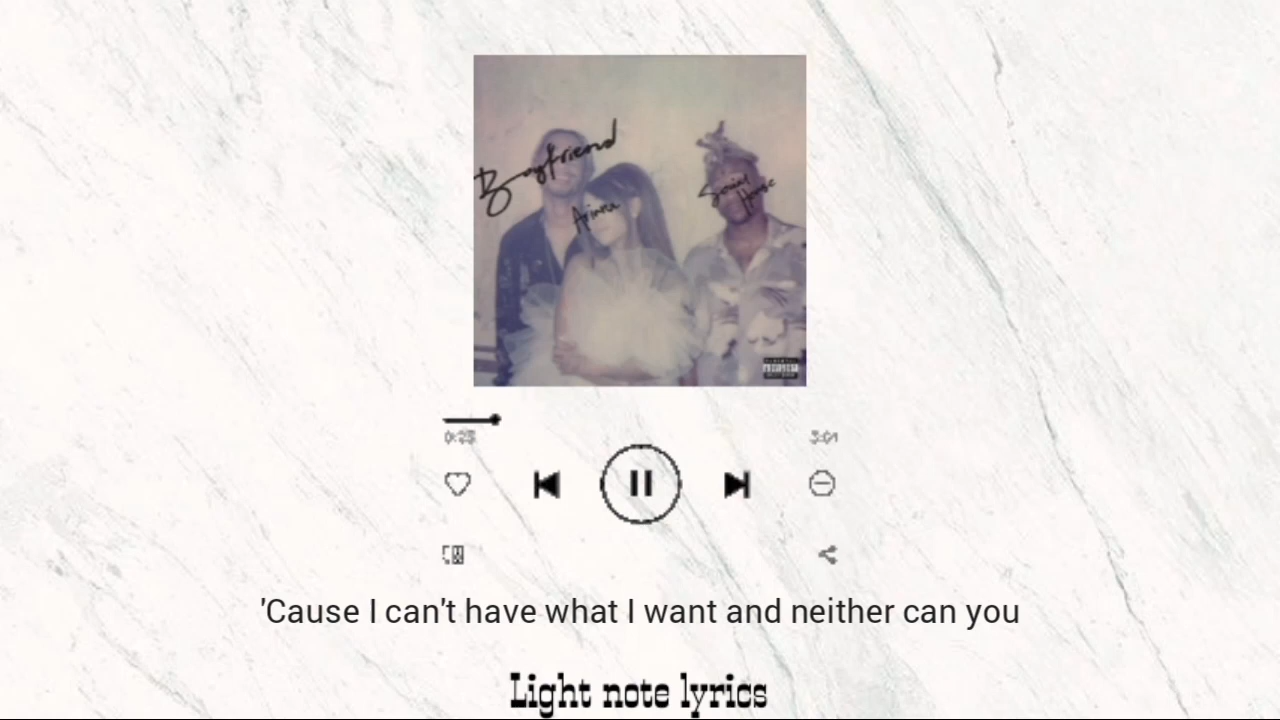 Boyfriend
Ariana
Social
House
'Cause I can't have what I want and neither can you
Light note lyrics